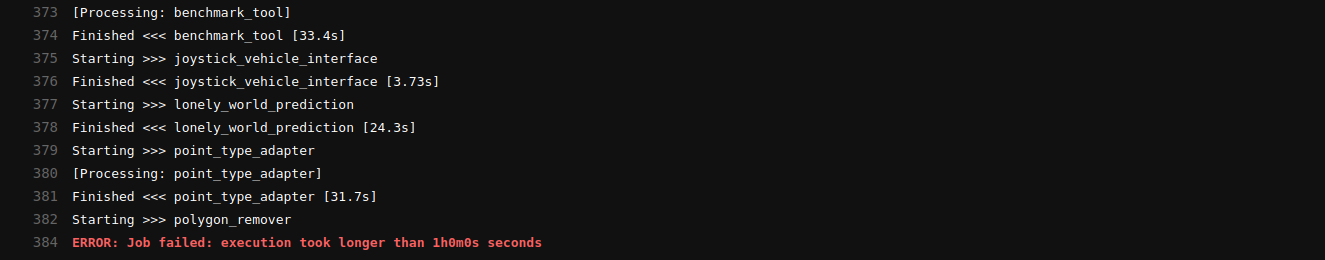 373 [Processing: benchmark_tool]
374 Finished <<< benchmark_tool [33.4s]
375 Starting >>> joystick_vehicle_interface
376 Finished <<< joystick_vehicle_interface [3.73s]
377 Starting >>> lonely_world_prediction
378 Finished <<< lonely_world_prediction [24.3s]
379 Starting >>> point_type_adapter
380 [Processing: point_type_adapter]
381 Finished <<< point_type_adapter [31.7s]
382 Starting >>> polygon_remover
384 ERROR: Job failed: execution took longer than 1h0m0s seconds